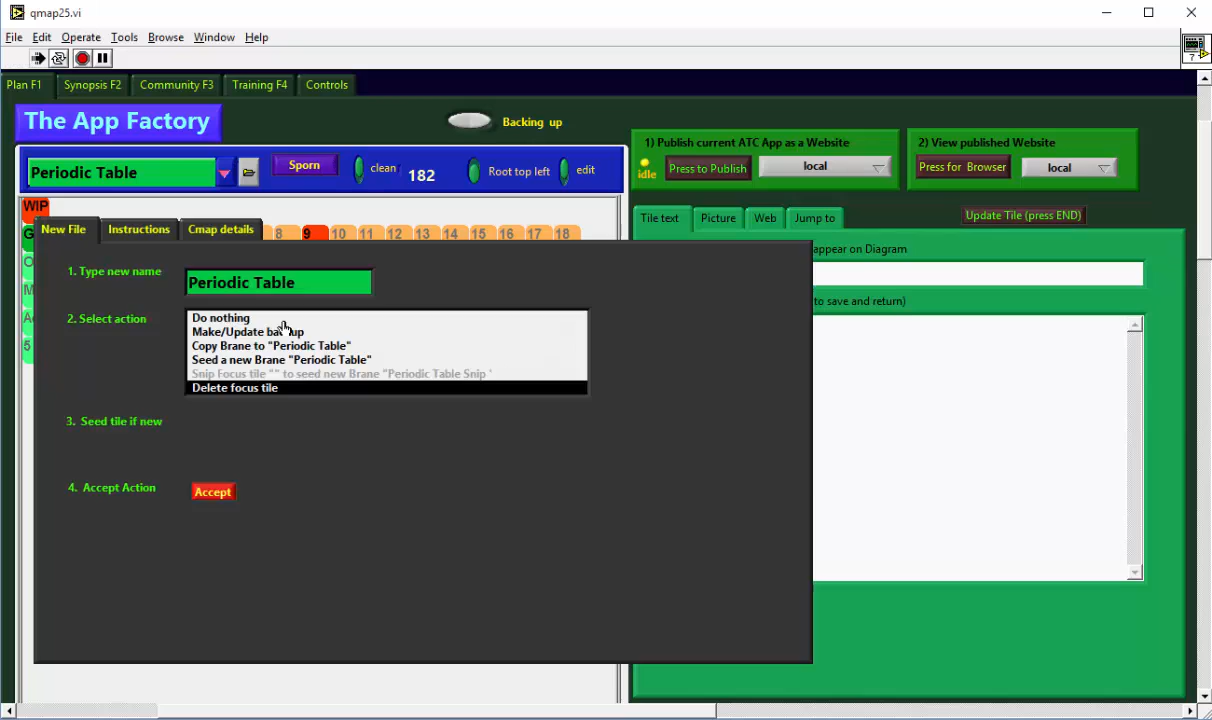 qmap25.vi
File Edit Operate Tools Browse Window Help
Plan F1 Synopsis F2 Community F3 Training F4 Controls
The App Factory
Backing up
Periodic Table
Sporn
clean
182
Root top left
edit
1) Publish current ATC App as a Website
idle
Press to Publish
local
2) View published Website
Press for Browser
local
WIP
8 9 10 11 12 13 14 15 16 17 18
Tile text Picture Web Jump to
Update Tile (press END)
appear on Diagram
to save and return)
New File Instructions Cmap details
1. Type new name
Periodic Table
2. Select action
Do nothing
Make/Update backup
Copy Brane to "Periodic Table"
Seed a new Brane "Periodic Table"
Snip Focus tile "" to seed new Brane "Periodic Table Snip '
Delete focus tile
3. Seed tile if new
4. Accept Action
Accept